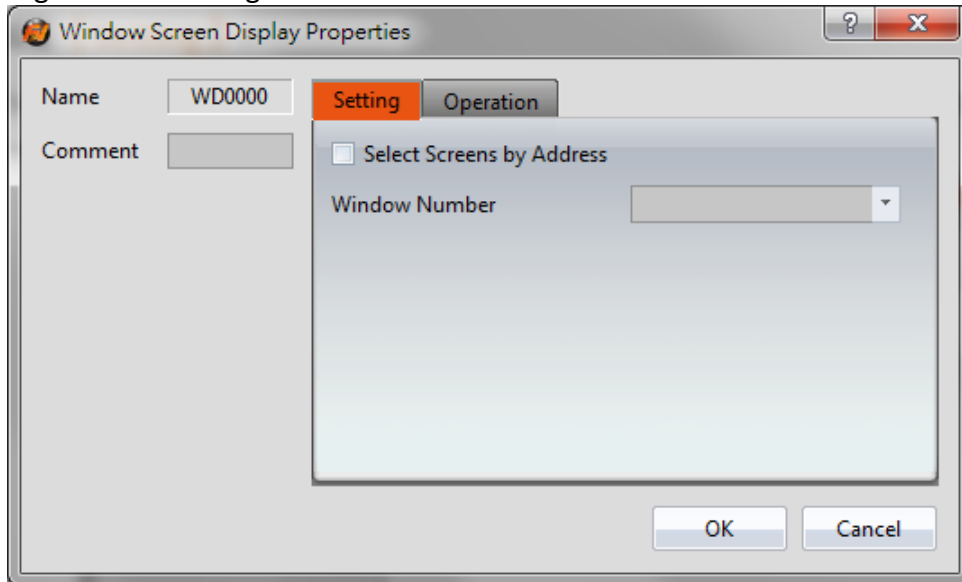 Window Screen Display Properties
Name WD0000
Comment
Setting Operation
Select Screens by Address
Window Number
OK Cancel